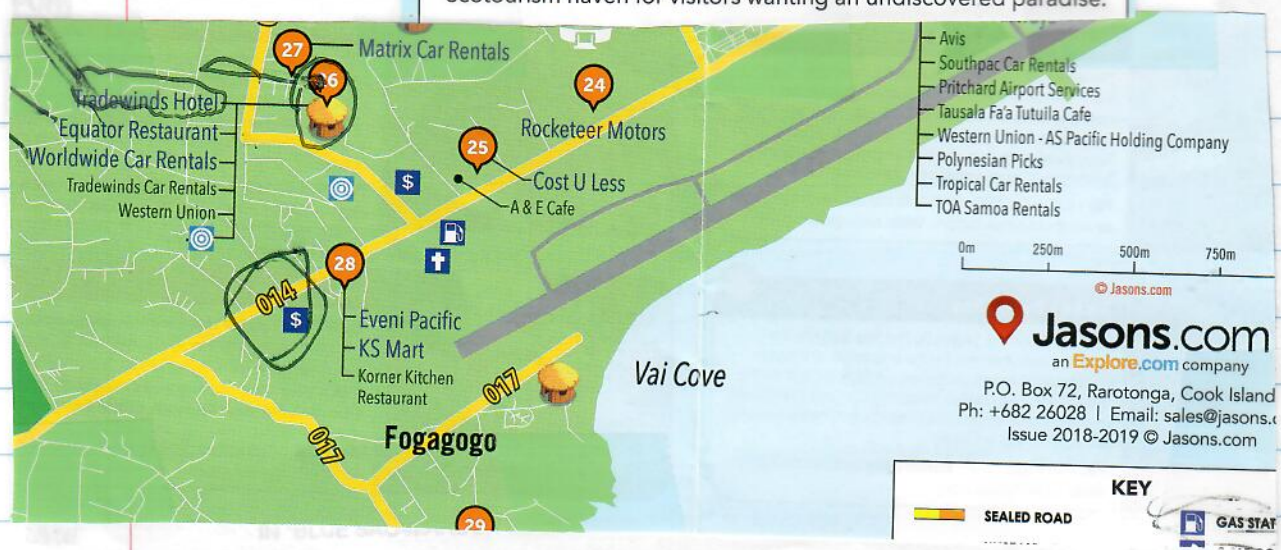 ecotourism haven for visitors wanting an undiscovered paradise.
27
Matrix Car Rentals
26
Tradewinds Hotel
Equator Restaurant
Worldwide Car Rentals
Tradewinds Car Rentals
Western Union
24
Rocketeer Motors
25
Cost U Less
A & E Cafe
$
28
014
$
Eveni Pacific
KS Mart
Korner Kitchen
Restaurant
017
017
Fogagogo
29
Vai Cove
Avis
Southpac Car Rentals
Pritchard Airport Services
Tausala Fa'a Tutuila Cafe
Western Union - AS Pacific Holding Company
Polynesian Picks
Tropical Car Rentals
TOA Samoa Rentals
0m 250m 500m 750m
© Jasons.com
Jasons.com
an Explore.com company
P.O. Box 72, Rarotonga, Cook Island
Ph: +682 26028 | Email: sales@jasons.c
Issue 2018-2019 © Jasons.com
KEY
SEALED ROAD
GAS STAT